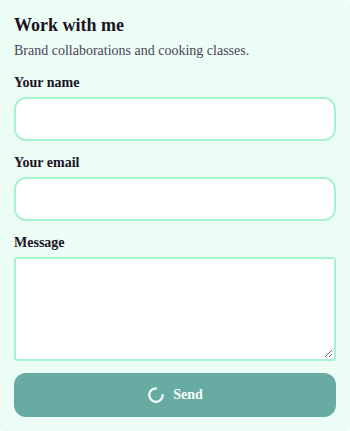 Work with me
Brand collaborations and cooking classes.
Your name
Your email
Message
Send